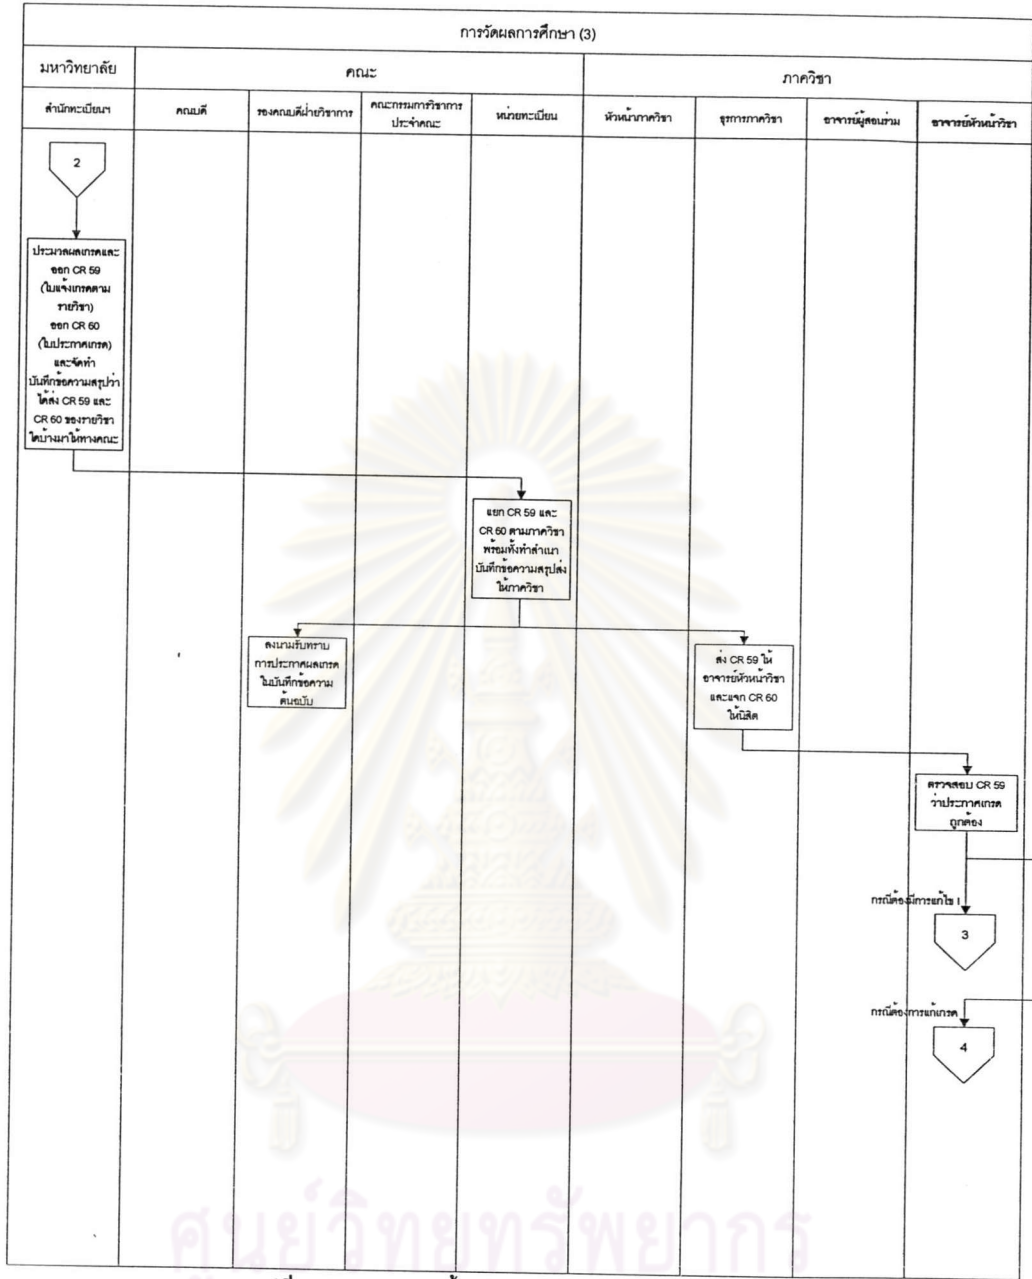 การวัดผลการศึกษา (3)
มหาวิทยาลัย
คณะ
ภาควิชา
สำนักทะเบียนฯ
คณบดี
รองคณบดีฝ่ายวิชาการ
คณะกรรมการวิชาการ
ประจำคณะ
หน่วยทะเบียน
หัวหน้าภาควิชา
ธุรการภาควิชา
อาจารย์ผู้สอนร่วม
อาจารย์หัวหน้าวิชา
2
ประมวลผลเกรดและ
ออก CR 59
(ใบแจ้งเกรดตาม
รายวิชา)
ออก CR 60
(ใบประกาศเกรด)
และจัดทำ
บันทึกข้อความสรุปว่า
ได้ส่ง CR 59 และ
CR 60 ของรายวิชา
ใดบ้างมาให้ทางคณะ
แยก CR 59 และ
CR 60 ตามภาควิชา
พร้อมทั้งทำสำเนา
บันทึกข้อความสรุปส่ง
ให้ภาควิชา
ลงนามรับทราบ
การประกาศผลเกรด
ในบันทึกข้อความ
ต้นฉบับ
ส่ง CR 59 ให้
อาจารย์หัวหน้าวิชา
และแจก CR 60
ให้นิสิต
ตรวจสอบ CR 59
ว่าประกาศเกรด
ถูกต้อง
กรณีต้องมีการแก้ไข I
3
กรณีต้องการแก้เกรด
4
ศูนย์วิทยทรัพยากร